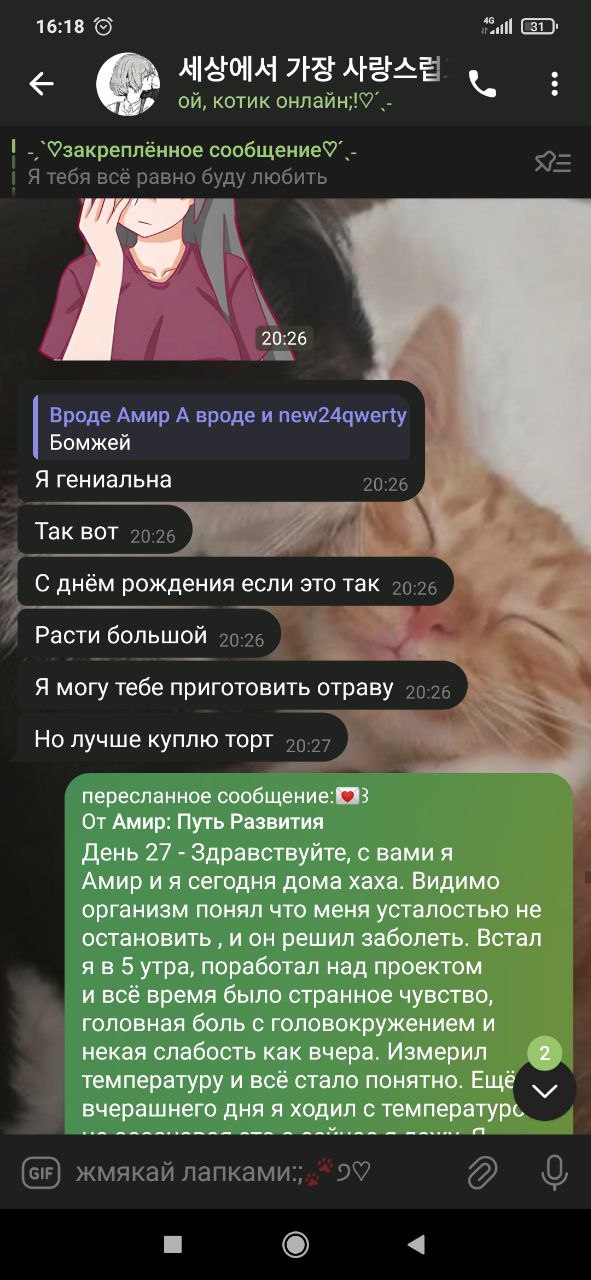 16:18
4G
31
세상에서 가장 사랑스럽
ой, котик онлайн;!♡´ˎ-
-ˏ`♡закреплённое сообщение♡´ˎ-
Я тебя всё равно буду любить
20:26
Вроде Амир А вроде и new24qwerty
Бомжей
Я гениальна 20:26
Так вот 20:26
С днём рождения если это так 20:26
Расти большой 20:26
Я могу тебе приготовить отраву 20:26
Но лучше куплю торт 20:27
пересланное сообщение:💌꒱
От Амир: Путь Развития
День 27 - Здравствуйте, с вами я
Амир и я сегодня дома хаха. Видимо
организм понял что меня усталостью не
остановить , и он решил заболеть. Встал
я в 5 утра, поработал над проектом
и всё время было странное чувство,
головная боль с головокружением и
некая слабость как вчера. Измерил
температуру и всё стало понятно. Ещё
вчерашнего дня я ходил с температуро
2
GIF
жмякай лапками:;🐾੭♡